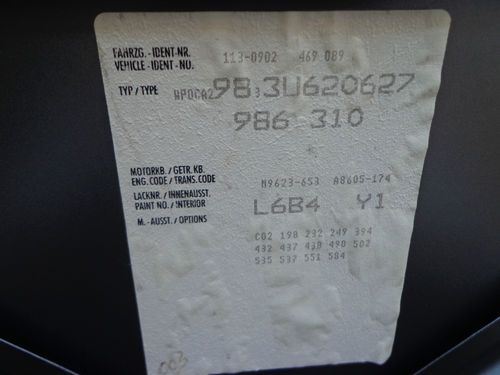 113-0902 469 089
FAHRZG.-IDENT-NR.
VEHICLE-IDENT-NO.
TYP / TYPE WP0CA2983U620627
986 310
MOTORKB. / GETR.KB.
ENG.CODE / TRANS.CODE M9623-653 A8605-174
LACKNR. / INNENAUSST.
PAINT NO. / INTERIOR L6B4 Y1
M.-AUSST. / OPTIONS
C02 198 232 249 394
432 437 438 490 502
535 537 551 584